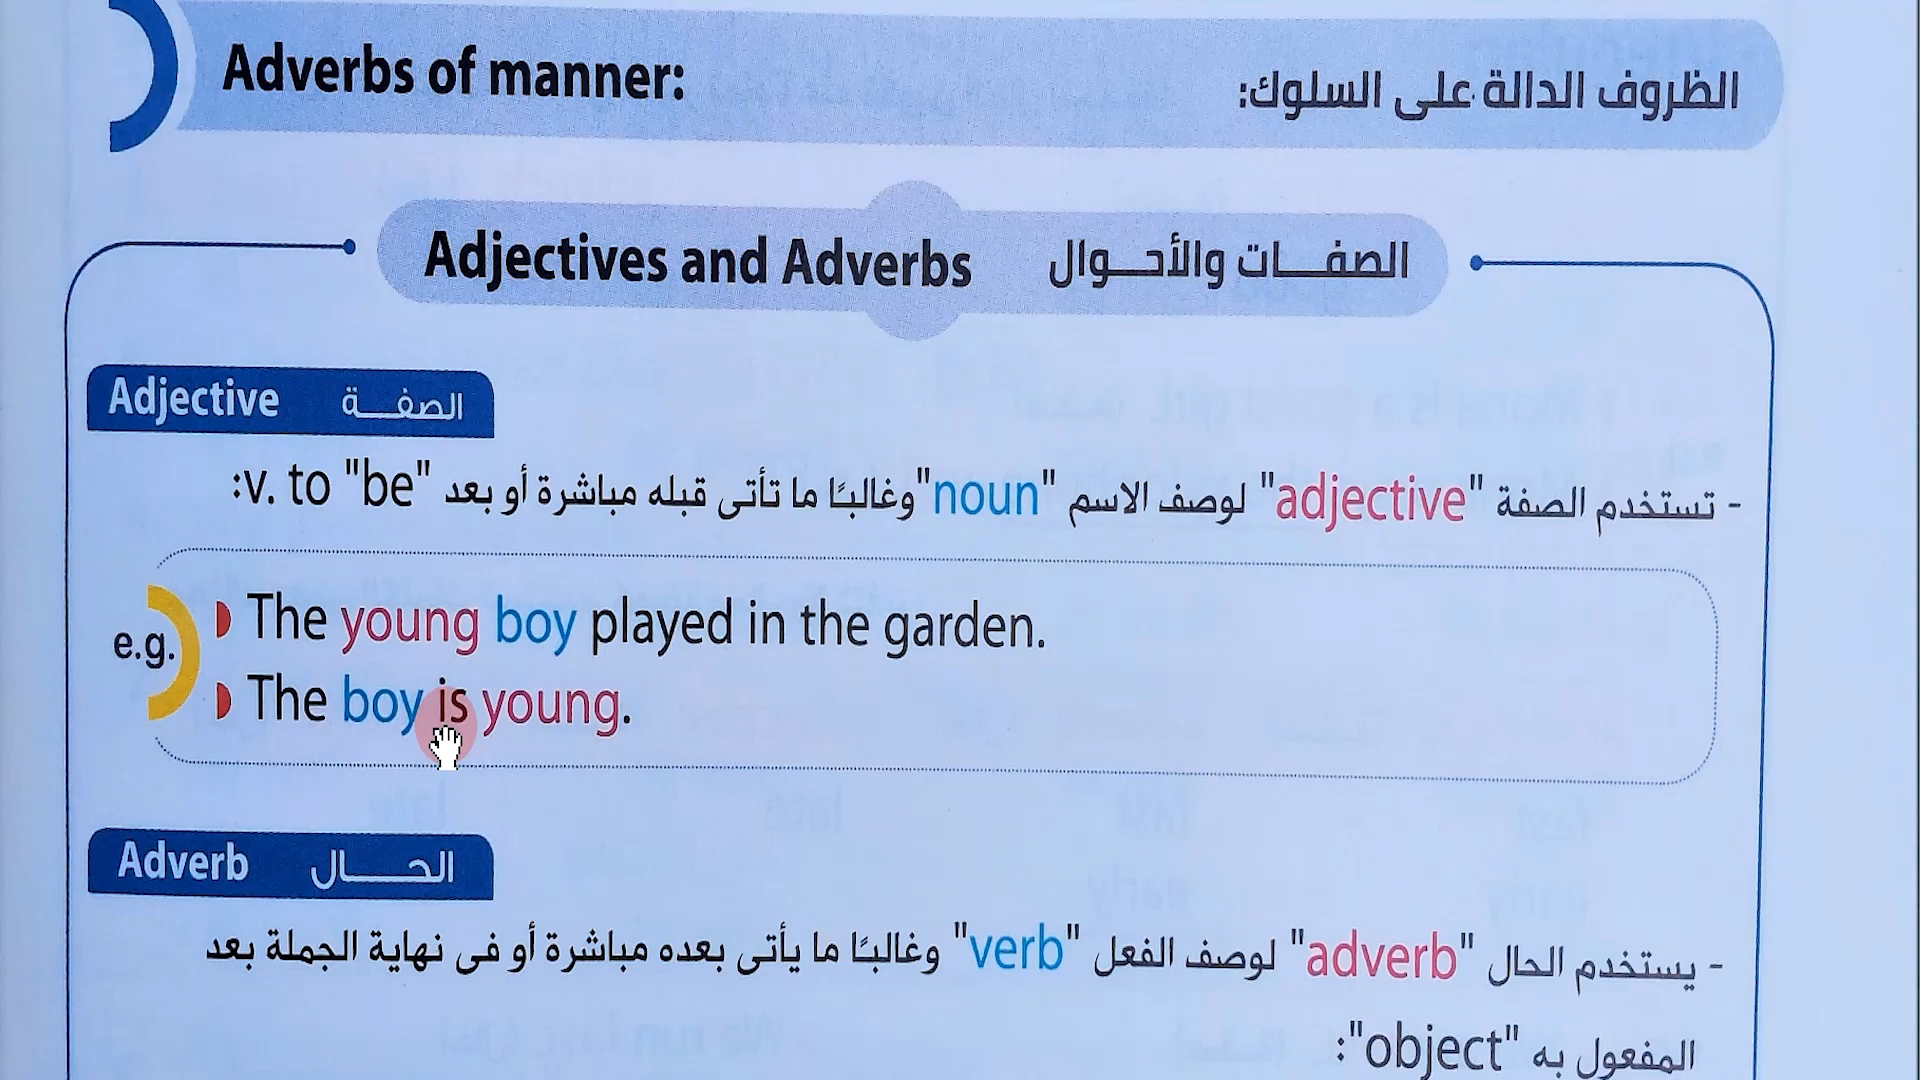 Adverbs of manner: الظروف الدالة على السلوك:
Adjectives and Adverbs الصفـــات والأحـــوال
Adjective الصفـــة
- تستخدم الصفة "adjective" لوصف الاسم "noun" وغالبًا ما تأتى قبله مباشرة أو بعد v. to "be":
e.g.
The young boy played in the garden.
The boy is young.
Adverb الحـــال
- يستخدم الحال "adverb" لوصف الفعل "verb" وغالبًا ما يأتى بعده مباشرة أو فى نهاية الجملة بعد
المفعول به "object":